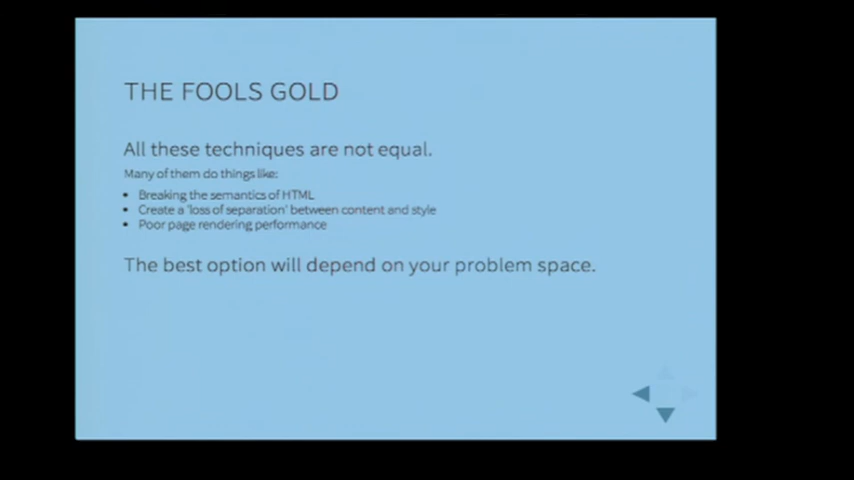 THE FOOLS GOLD
All these techniques are not equal.
Many of them do things like:
• Breaking the semantics of HTML
• Create a 'loss of separation' between content and style
• Poor page rendering performance
The best option will depend on your problem space.